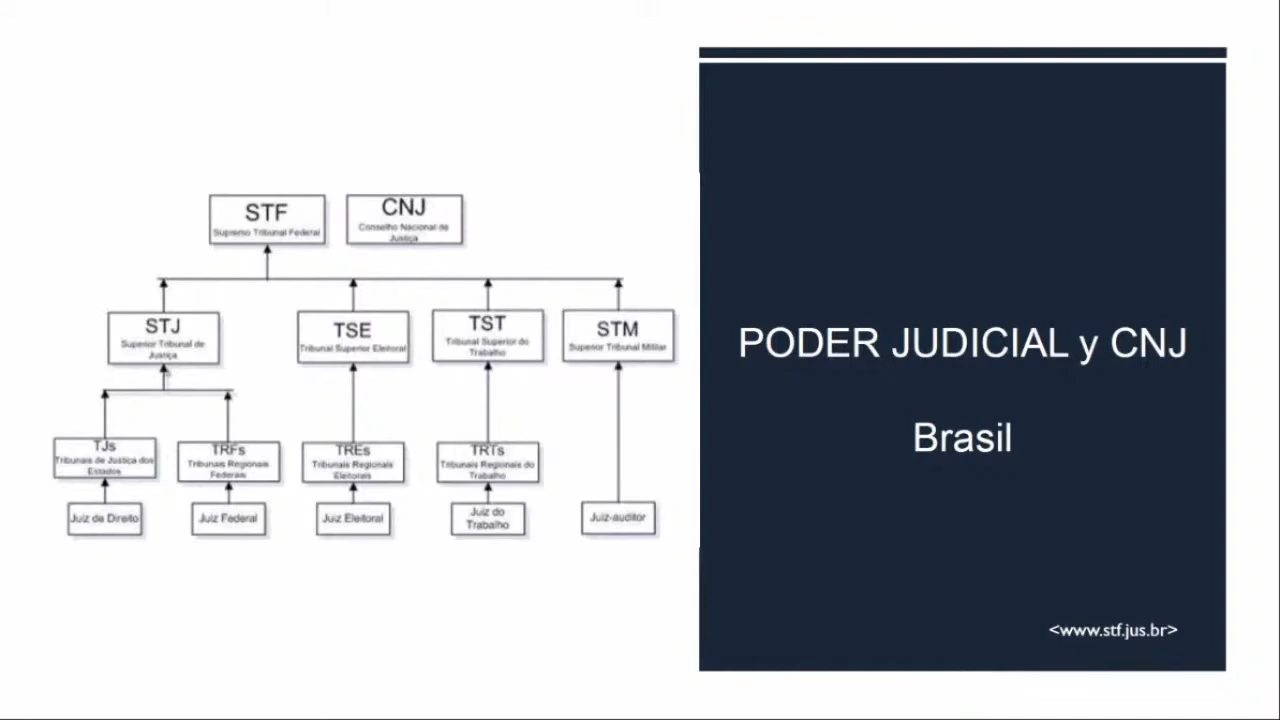 STF
Supremo Tribunal Federal
CNJ
Conselho Nacional de
Justiça
STJ
Superior Tribunal de
Justiça
TSE
Tribunal Superior Eleitoral
TST
Tribunal Superior do
Trabalho
STM
Superior Tribunal Militar
TJs
Tribunais de Justiça dos
Estados
TRFs
Tribunais Regionais
Federais
TREs
Tribunais Regionais
Eleitorais
TRTs
Tribunais Regionais do
Trabalho
Juiz de Direito
Juiz Federal
Juiz Eleitoral
Juiz do
Trabalho
Juiz-auditor
PODER JUDICIAL y CNJ
Brasil
<www.stf.jus.br>